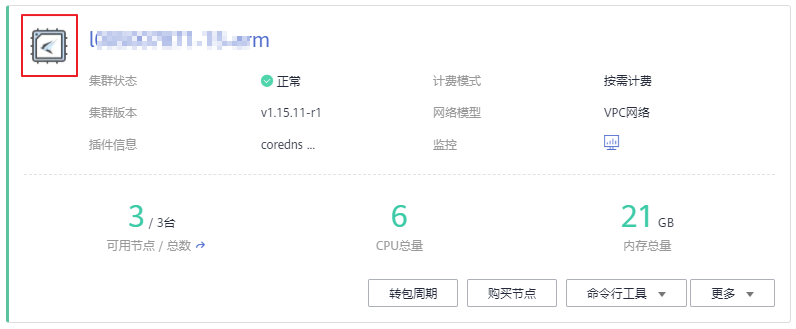 集群状态 正常 计费模式 按需计费
集群版本 v1.15.11-r1 网络模型 VPC网络
插件信息 coredns ... 监控
3 / 3台 6 21 GB
可用节点 / 总数 CPU总量 内存总量
转包周期 购买节点 命令行工具 更多